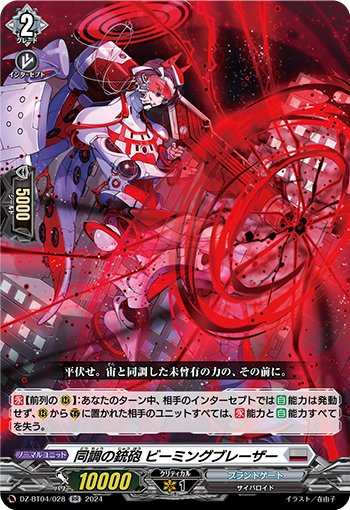 2
グレード
インターセプト
5000
シールド
平伏せ。宙と同調した未曾有の力の、その前に。
【前列の】:あなたのターン中、相手のインターセプトでは能力は発動
せず、からに置かれた相手のユニットすべては、能力と能力すべて
を失う。
ノーマルユニット
同調の銃砲 ビーミングブレーザー
パワー
10000
クリティカル
1
ブラントゲート
サイバロイド
DZ-BT04/028 RR 2024
イラスト/在由子